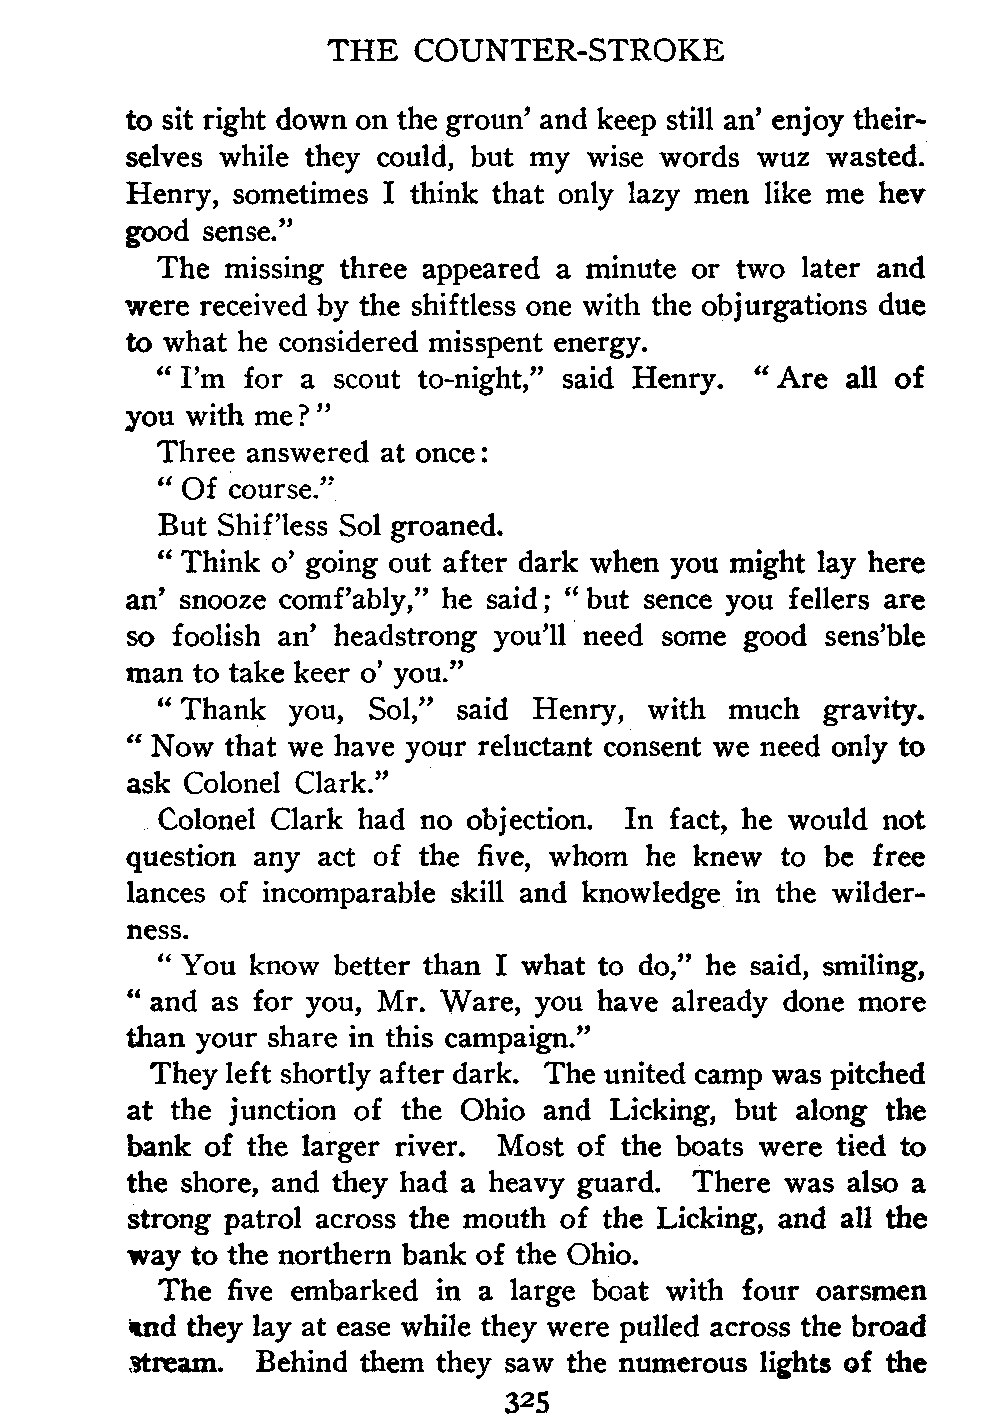 THE COUNTER-STROKE
to sit right down on the groun' and keep still an' enjoy their-
selves while they could, but my wise words wuz wasted.
Henry, sometimes I think that only lazy men like me hev
good sense."
The missing three appeared a minute or two later and
were received by the shiftless one with the objurgations due
to what he considered misspent energy.
"I'm for a scout to-night," said Henry. "Are all of
you with me?"
Three answered at once:
"Of course."
But Shif'less Sol groaned.
"Think o' going out after dark when you might lay here
an' snooze comf'ably," he said; "but sence you fellers are
so foolish an' headstrong you'll need some good sens'ble
man to take keer o' you."
"Thank you, Sol," said Henry, with much gravity.
"Now that we have your reluctant consent we need only to
ask Colonel Clark."
Colonel Clark had no objection. In fact, he would not
question any act of the five, whom he knew to be free
lances of incomparable skill and knowledge in the wilder-
ness.
"You know better than I what to do," he said, smiling,
"and as for you, Mr. Ware, you have already done more
than your share in this campaign."
They left shortly after dark. The united camp was pitched
at the junction of the Ohio and Licking, but along the
bank of the larger river. Most of the boats were tied to
the shore, and they had a heavy guard. There was also a
strong patrol across the mouth of the Licking, and all the
way to the northern bank of the Ohio.
The five embarked in a large boat with four oarsmen
and they lay at ease while they were pulled across the broad
stream. Behind them they saw the numerous lights of the
325